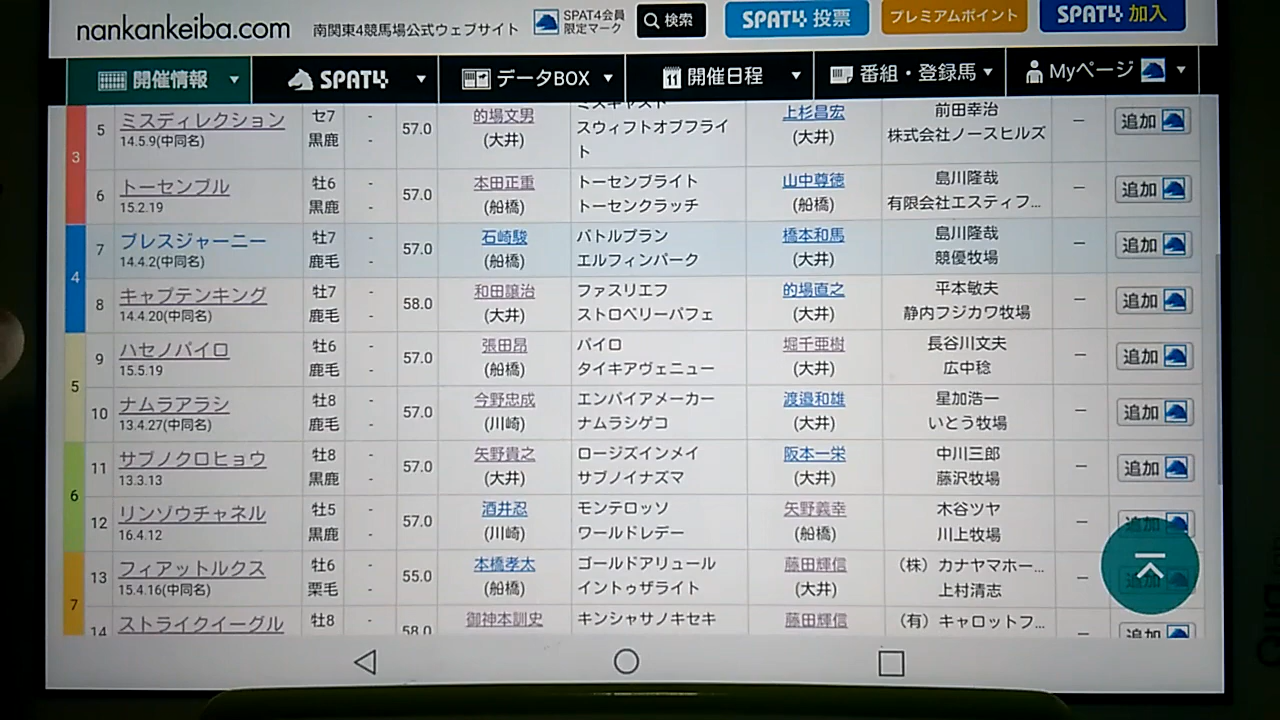 nankankeiba.com 南関東4競馬場公式ウェブサイト SPAT4会員 限定マーク 検索 SPAT4 投票 プレミアムポイント SPAT4 加入
開催情報 SPAT4 データBOX 11 開催日程 番組・登録馬 Myページ
3 5 ミスディレクション 14.5.9(中同名) セ7 黒鹿 - - 57.0 的場文男 (大井) ミスキャスト スウィフトオブフライト 上杉昌宏 (大井) 前田幸治 株式会社ノースヒルズ － 追加
6 トーセンブル 15.2.19 牡6 黒鹿 - - 57.0 本田正重 (船橋) トーセンブライト トーセンクラッチ 山中尊徳 (船橋) 島川隆哉 有限会社エスティフ... － 追加
4 7 ブレスジャーニー 14.4.2(中同名) 牡7 鹿毛 - - 57.0 石崎駿 (船橋) バトルプラン エルフィンパーク 橋本和馬 (大井) 島川隆哉 競優牧場 － 追加
8 キャプテンキング 14.4.20(中同名) 牡7 鹿毛 - - 58.0 和田譲治 (大井) ファスリエフ ストロベリーパフェ 的場直之 (大井) 平本敏夫 静内フジカワ牧場 － 追加
5 9 ハセノパイロ 15.5.19 牡6 鹿毛 - - 57.0 張田昂 (船橋) パイロ タイキアヴェニュー 堀千亜樹 (大井) 長谷川文夫 広中稔 － 追加
10 ナムラアラシ 13.4.27(中同名) 牡8 鹿毛 - - 57.0 今野忠成 (川崎) エンパイアメーカー ナムラシゲコ 渡邉和雄 (大井) 星加浩一 いとう牧場 － 追加
6 11 サブノクロヒョウ 13.3.13 牡8 黒鹿 - - 57.0 矢野貴之 (大井) ロージズインメイ サブノイナズマ 阪本一栄 (大井) 中川三郎 藤沢牧場 － 追加
12 リンゾウチャネル 16.4.12 牡5 黒鹿 - - 57.0 酒井忍 (川崎) モンテロッソ ワールドレデー 矢野義幸 (船橋) 木谷ツヤ 川上牧場 － 追加
7 13 フィアットルクス 15.4.16(中同名) 牡6 栗毛 - - 55.0 本橋孝太 (船橋) ゴールドアリュール イントゥザライト 藤田輝信 (大井) （株）カナヤマホー... 上村清志 － 追加
14 ストライクイーグル 牡8 - 58.0 御神本訓史 キンシャサノキセキ 藤田輝信 （有）キャロットフ... － 追加